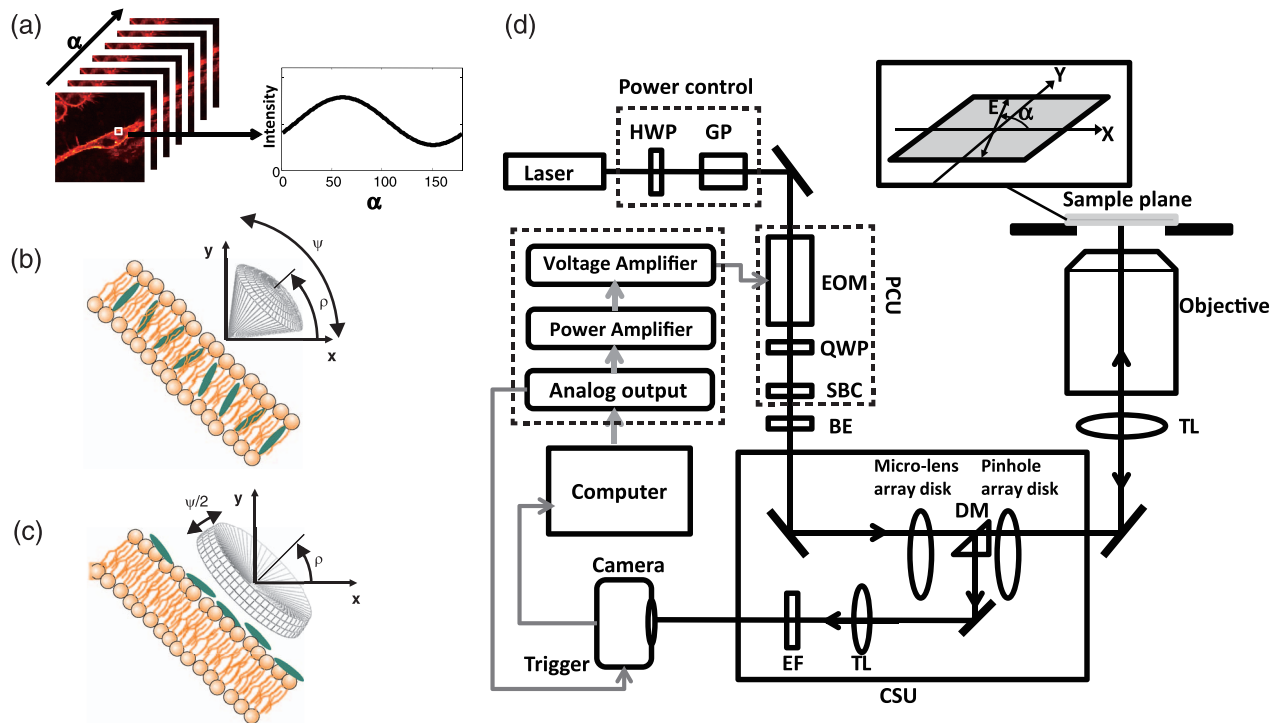 (a)
α
Intensity
0
0
50
100
150
α
(b)
y
x
ψ
ρ
(c)
ψ/2
y
x
ρ
(d)
Power control
HWP
GP
Laser
Voltage Amplifier
Power Amplifier
Analog output
Computer
Camera
Trigger
EOM
PCU
QWP
SBC
BE
Y
E
α
X
Sample plane
Objective
TL
Micro-lens
array disk
Pinhole
array disk
DM
EF
TL
CSU